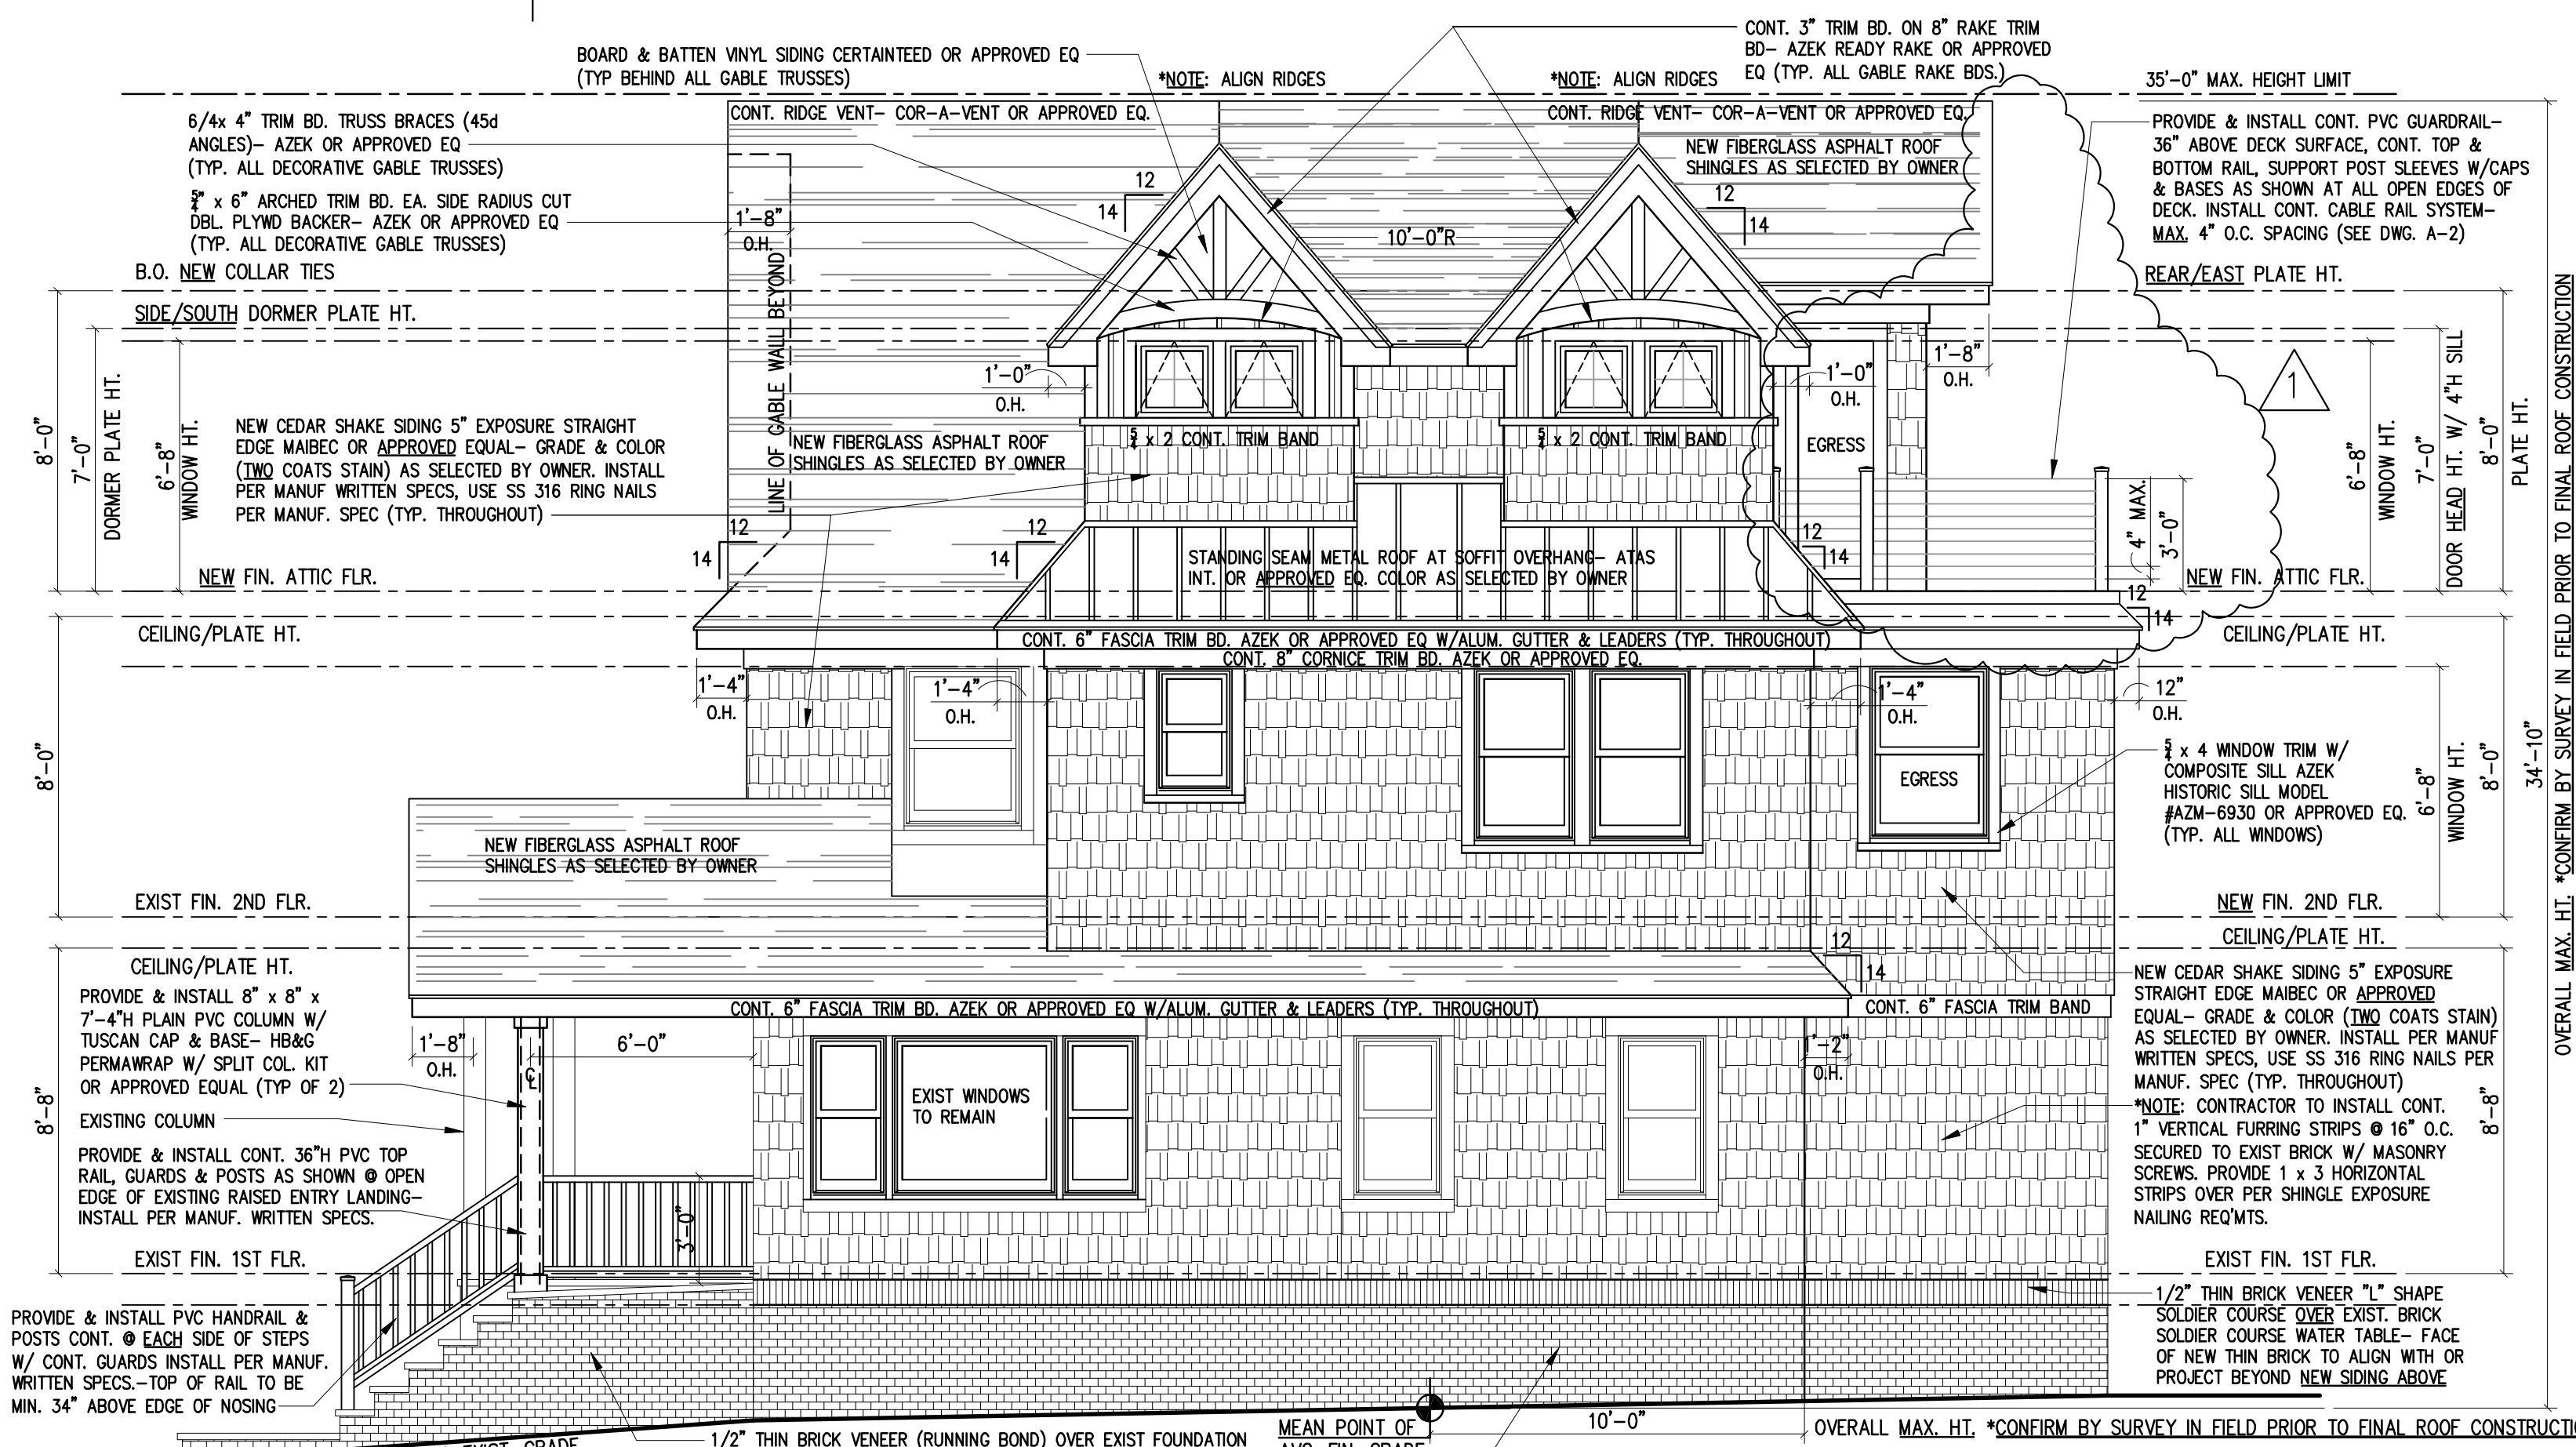 BOARD & BATTEN VINYL SIDING CERTAINTEED OR APPROVED EQ
(TYP BEHIND ALL GABLE TRUSSES)
*NOTE: ALIGN RIDGES
*NOTE: ALIGN RIDGES
CONT. 3" TRIM BD. ON 8" RAKE TRIM
BD- AZEK READY RAKE OR APPROVED
EQ (TYP. ALL GABLE RAKE BDS.)
35'-0" MAX. HEIGHT LIMIT
CONT. RIDGE VENT- COR-A-VENT OR APPROVED EQ.
CONT. RIDGE VENT- COR-A-VENT OR APPROVED EQ.
6/4x 4" TRIM BD. TRUSS BRACES (45d
ANGLES)- AZEK OR APPROVED EQ
(TYP. ALL DECORATIVE GABLE TRUSSES)
5/4" x 6" ARCHED TRIM BD. EA. SIDE RADIUS CUT
DBL. PLYWD BACKER- AZEK OR APPROVED EQ
(TYP. ALL DECORATIVE GABLE TRUSSES)
B.O. NEW COLLAR TIES
SIDE/SOUTH DORMER PLATE HT.
NEW FIBERGLASS ASPHALT ROOF
SHINGLES AS SELECTED BY OWNER
PROVIDE & INSTALL CONT. PVC GUARDRAIL-
36" ABOVE DECK SURFACE, CONT. TOP &
BOTTOM RAIL, SUPPORT POST SLEEVES W/CAPS
& BASES AS SHOWN AT ALL OPEN EDGES OF
DECK. INSTALL CONT. CABLE RAIL SYSTEM-
MAX. 4" O.C. SPACING (SEE DWG. A-2)
REAR/EAST PLATE HT.
12
14
12
14
1'-8"
O.H.
10'-0"R
LINE OF GABLE WALL BEYOND
8'-0"
7'-0"
DORMER PLATE HT.
6'-8"
WINDOW HT.
NEW CEDAR SHAKE SIDING 5" EXPOSURE STRAIGHT
EDGE MAIBEC OR APPROVED EQUAL- GRADE & COLOR
(TWO COATS STAIN) AS SELECTED BY OWNER. INSTALL
PER MANUF WRITTEN SPECS, USE SS 316 RING NAILS
PER MANUF. SPEC (TYP. THROUGHOUT)
NEW FIBERGLASS ASPHALT ROOF
SHINGLES AS SELECTED BY OWNER
1'-0"
O.H.
5/4 x 2 CONT. TRIM BAND
5/4 x 2 CONT. TRIM BAND
1'-0"
O.H.
1'-8"
O.H.
EGRESS
1
4" MAX.
3'-0"
6'-8"
WINDOW HT.
7'-0"
DOOR HEAD HT. W/ 4"H SILL
8'-0"
PLATE HT.
12
14
12
14
12
14
12
14
STANDING SEAM METAL ROOF AT SOFFIT OVERHANG- ATAS
INT. OR APPROVED EQ. COLOR AS SELECTED BY OWNER
NEW FIN. ATTIC FLR.
NEW FIN. ATTIC FLR.
CEILING/PLATE HT.
CEILING/PLATE HT.
CONT. 6" FASCIA TRIM BD. AZEK OR APPROVED EQ W/ALUM. GUTTER & LEADERS (TYP. THROUGHOUT)
CONT. 8" CORNICE TRIM BD. AZEK OR APPROVED EQ.
1'-4"
O.H.
1'-4"
O.H.
1'-4"
O.H.
12"
O.H.
8'-0"
EGRESS
5/4 x 4 WINDOW TRIM W/
COMPOSITE SILL AZEK
HISTORIC SILL MODEL
#AZM-6930 OR APPROVED EQ.
(TYP. ALL WINDOWS)
6'-8"
WINDOW HT.
8'-0"
34'-10"
OVERALL MAX. HT. *CONFIRM BY SURVEY IN FIELD PRIOR TO FINAL ROOF CONSTRUCTION
NEW FIBERGLASS ASPHALT ROOF
SHINGLES AS SELECTED BY OWNER
EXIST FIN. 2ND FLR.
NEW FIN. 2ND FLR.
CEILING/PLATE HT.
CEILING/PLATE HT.
12
14
PROVIDE & INSTALL 8" x 8" x
7'-4"H PLAIN PVC COLUMN W/
TUSCAN CAP & BASE- HB&G
PERMAWRAP W/ SPLIT COL. KIT
OR APPROVED EQUAL (TYP OF 2)
CONT. 6" FASCIA TRIM BD. AZEK OR APPROVED EQ W/ALUM. GUTTER & LEADERS (TYP. THROUGHOUT)
CONT. 6" FASCIA TRIM BAND
NEW CEDAR SHAKE SIDING 5" EXPOSURE
STRAIGHT EDGE MAIBEC OR APPROVED
EQUAL- GRADE & COLOR (TWO COATS STAIN)
AS SELECTED BY OWNER. INSTALL PER MANUF
WRITTEN SPECS, USE SS 316 RING NAILS PER
MANUF. SPEC (TYP. THROUGHOUT)
*NOTE: CONTRACTOR TO INSTALL CONT.
1" VERTICAL FURRING STRIPS @ 16" O.C.
SECURED TO EXIST BRICK W/ MASONRY
SCREWS. PROVIDE 1 x 3 HORIZONTAL
STRIPS OVER PER SHINGLE EXPOSURE
NAILING REQ'MTS.
1'-8"
O.H.
6'-0"
℄
1'-2"
O.H.
8'-8"
8'-8"
EXIST WINDOWS
TO REMAIN
EXISTING COLUMN
PROVIDE & INSTALL CONT. 36"H PVC TOP
RAIL, GUARDS & POSTS AS SHOWN @ OPEN
EDGE OF EXISTING RAISED ENTRY LANDING-
INSTALL PER MANUF. WRITTEN SPECS.
3'-0"
EXIST FIN. 1ST FLR.
EXIST FIN. 1ST FLR.
PROVIDE & INSTALL PVC HANDRAIL &
POSTS CONT. @ EACH SIDE OF STEPS
W/ CONT. GUARDS INSTALL PER MANUF.
WRITTEN SPECS.-TOP OF RAIL TO BE
MIN. 34" ABOVE EDGE OF NOSING
1/2" THIN BRICK VENEER "L" SHAPE
SOLDIER COURSE OVER EXIST. BRICK
SOLDIER COURSE WATER TABLE- FACE
OF NEW THIN BRICK TO ALIGN WITH OR
PROJECT BEYOND NEW SIDING ABOVE
EXIST. GRADE
1/2" THIN BRICK VENEER (RUNNING BOND) OVER EXIST FOUNDATION
MEAN POINT OF
AVG. FIN. GRADE
10'-0"
OVERALL MAX. HT. *CONFIRM BY SURVEY IN FIELD PRIOR TO FINAL ROOF CONSTRUCTI